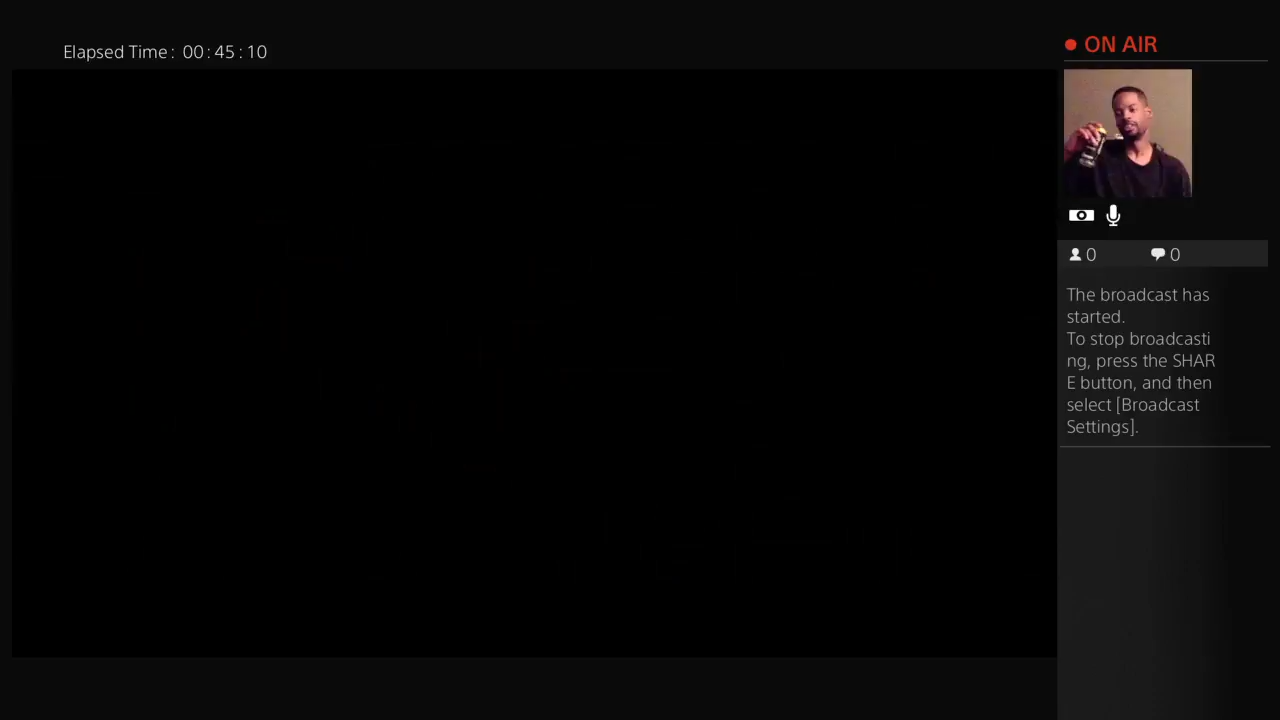 Elapsed Time: 00:45:10
ON AIR
0 0
The broadcast has
started.
To stop broadcasti
ng, press the SHAR
E button, and then
select [Broadcast
Settings].